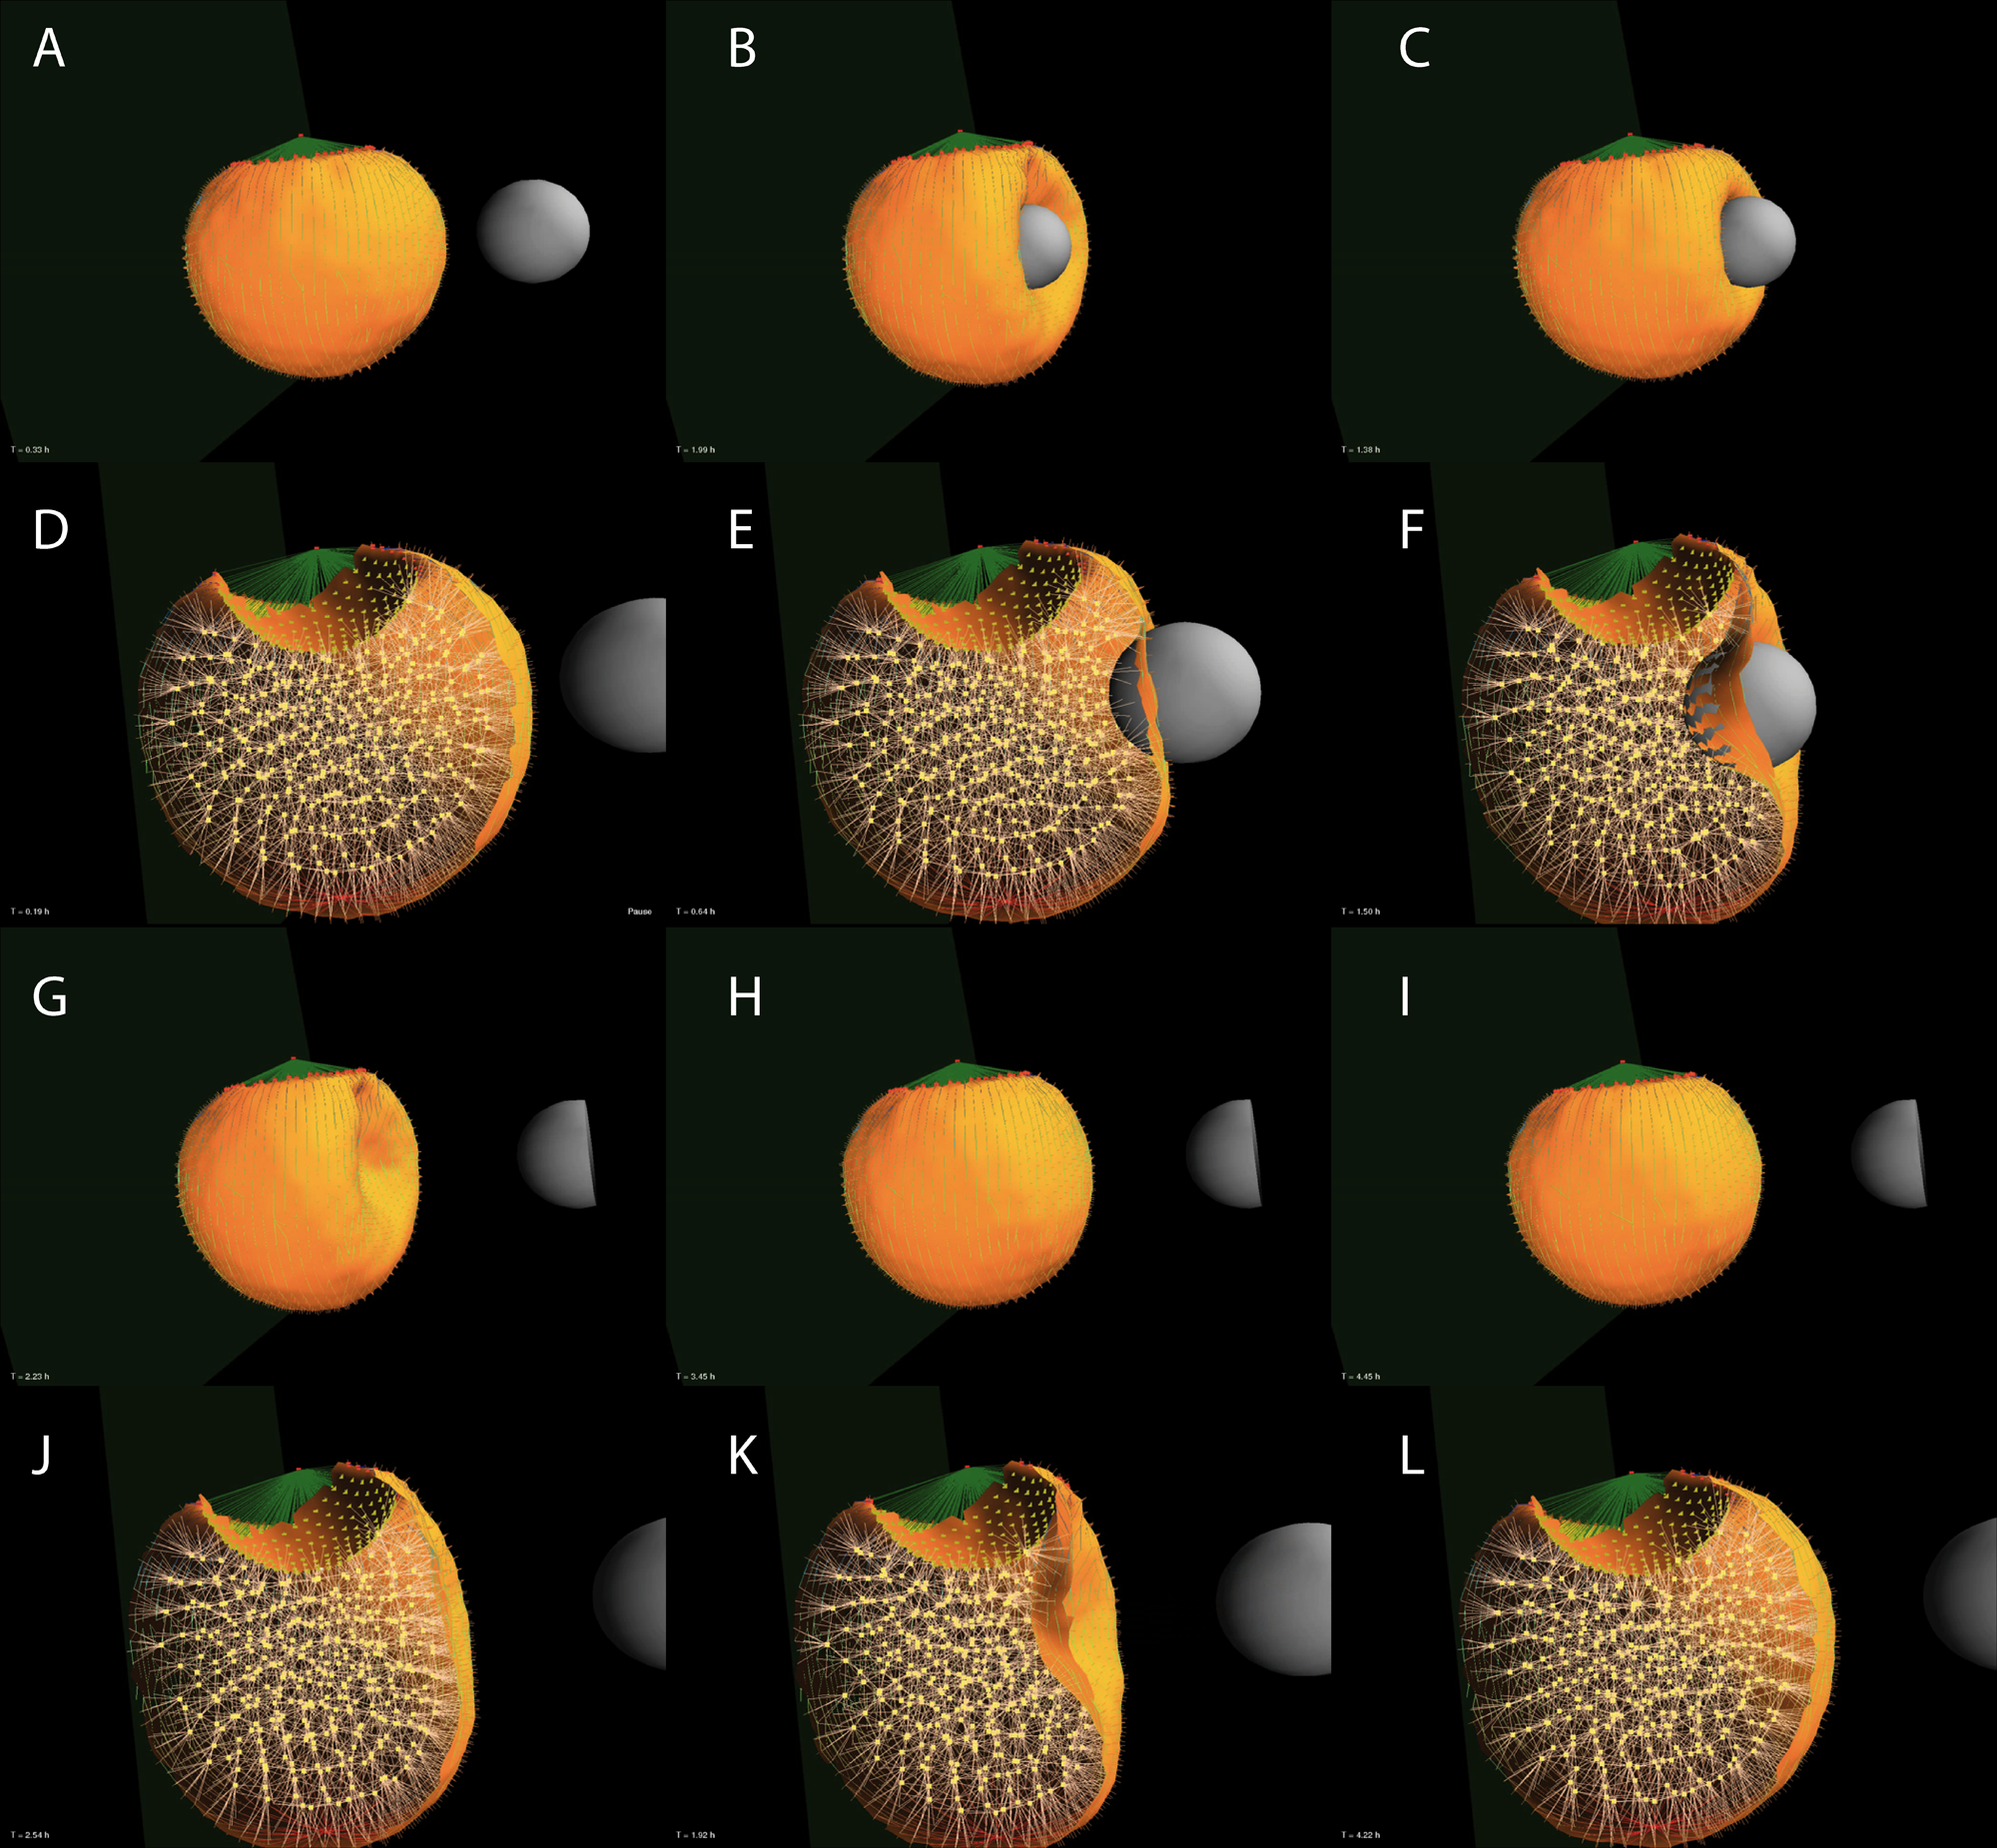 A
B
C
T = 0.33 h
T = 1.99 h
T = 1.38 h
D
E
F
T = 0.19 h
Pause
T = 0.64 h
T = 1.50 h
G
H
I
T = 2.23 h
T = 3.45 h
T = 4.45 h
J
K
L
T = 2.54 h
T = 1.92 h
T = 4.22 h